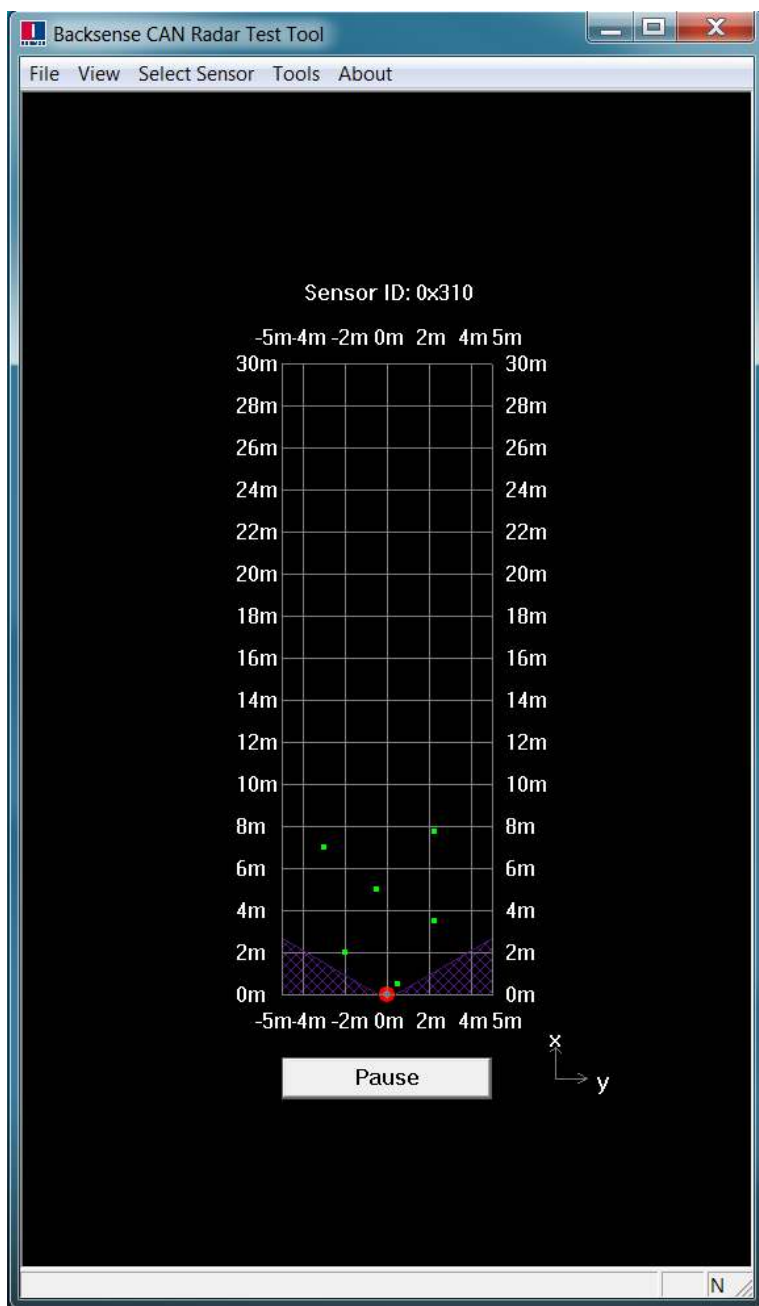 Backsense CAN Radar Test Tool
File View Select Sensor Tools About
Sensor ID: 0x310
-5m-4m -2m 0m 2m 4m 5m
30m 30m
28m 28m
26m 26m
24m 24m
22m 22m
20m 20m
18m 18m
16m 16m
14m 14m
12m 12m
10m 10m
8m 8m
6m 6m
4m 4m
2m 2m
0m 0m
-5m-4m -2m 0m 2m 4m 5m
x
Pause
y
N